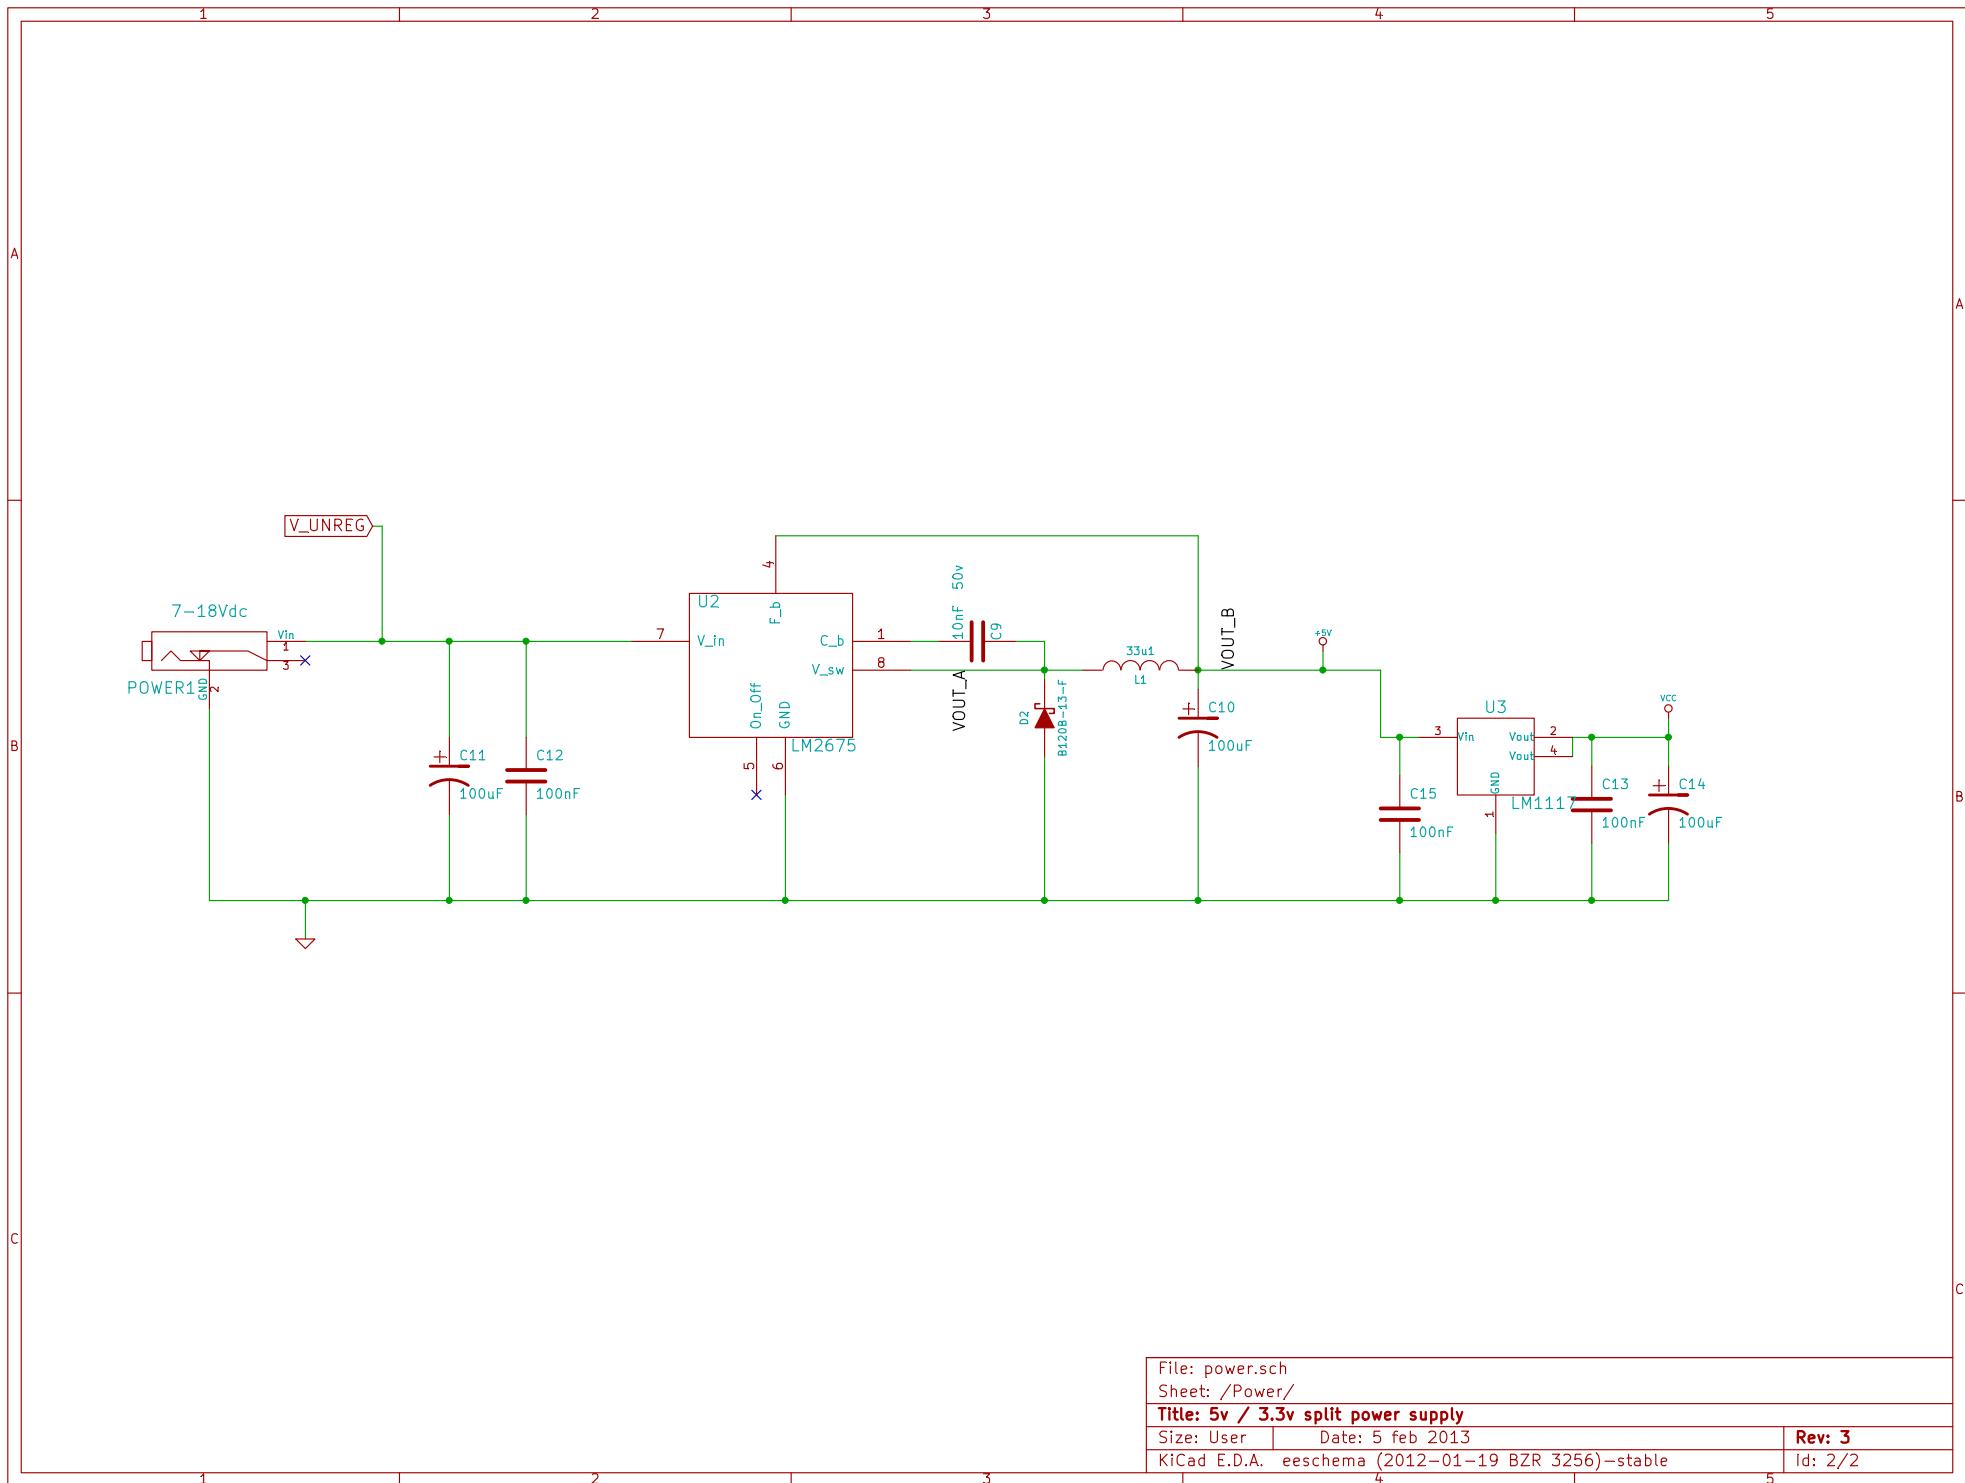 1 2 3 4 5
A
A
V_UNREG
7-18Vdc
Vin
1
3
POWER1
GND
2
C11
100uF
C12
100nF
7
U2
V_in
F_b
4
C_b
V_sw
On_Off
GND
LM2675
5
6
1
8
10nF 50v
C9
VOUT_A
D2
B120B-13-F
33u1
L1
VOUT_B
C10
100uF
+5V
C15
100nF
3
U3
Vin
Vout
Vout
GND
LM1117
1
2
4
VCC
C13
100nF
C14
100uF
B
B
C
C
File: power.sch
Sheet: /Power/
Title: 5v / 3.3v split power supply
Size: User Date: 5 feb 2013 Rev: 3
KiCad E.D.A. eeschema (2012-01-19 BZR 3256)-stable Id: 2/2
1 2 3 4 5